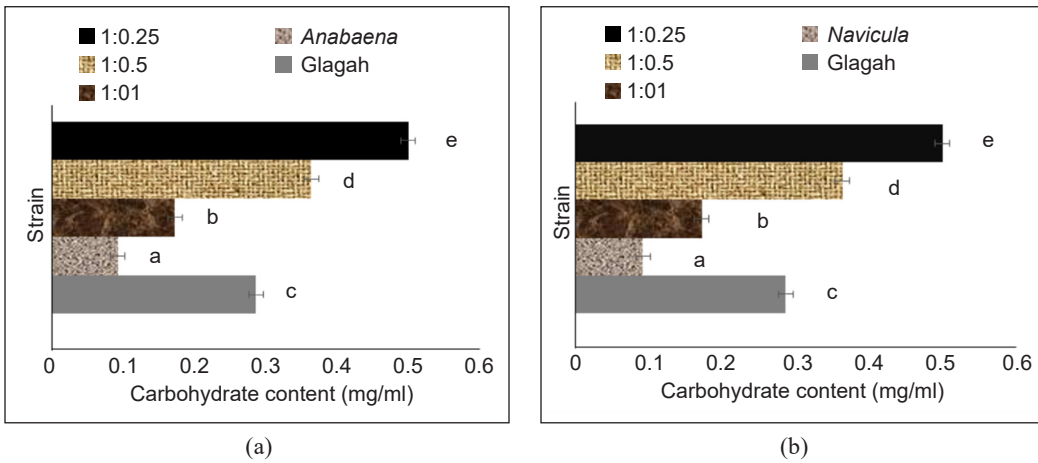 1:0.25
Anabaena
1:0.5
Glagah
1:01
e
d
b
a
c
Strain
0 0.1 0.2 0.3 0.4 0.5 0.6
Carbohydrate content (mg/ml)
(a)
1:0.25
Navicula
1:0.5
Glagah
1:01
e
d
b
a
c
Strain
0 0.1 0.2 0.3 0.4 0.5 0.6
Carbohydrate content (mg/ml)
(b)